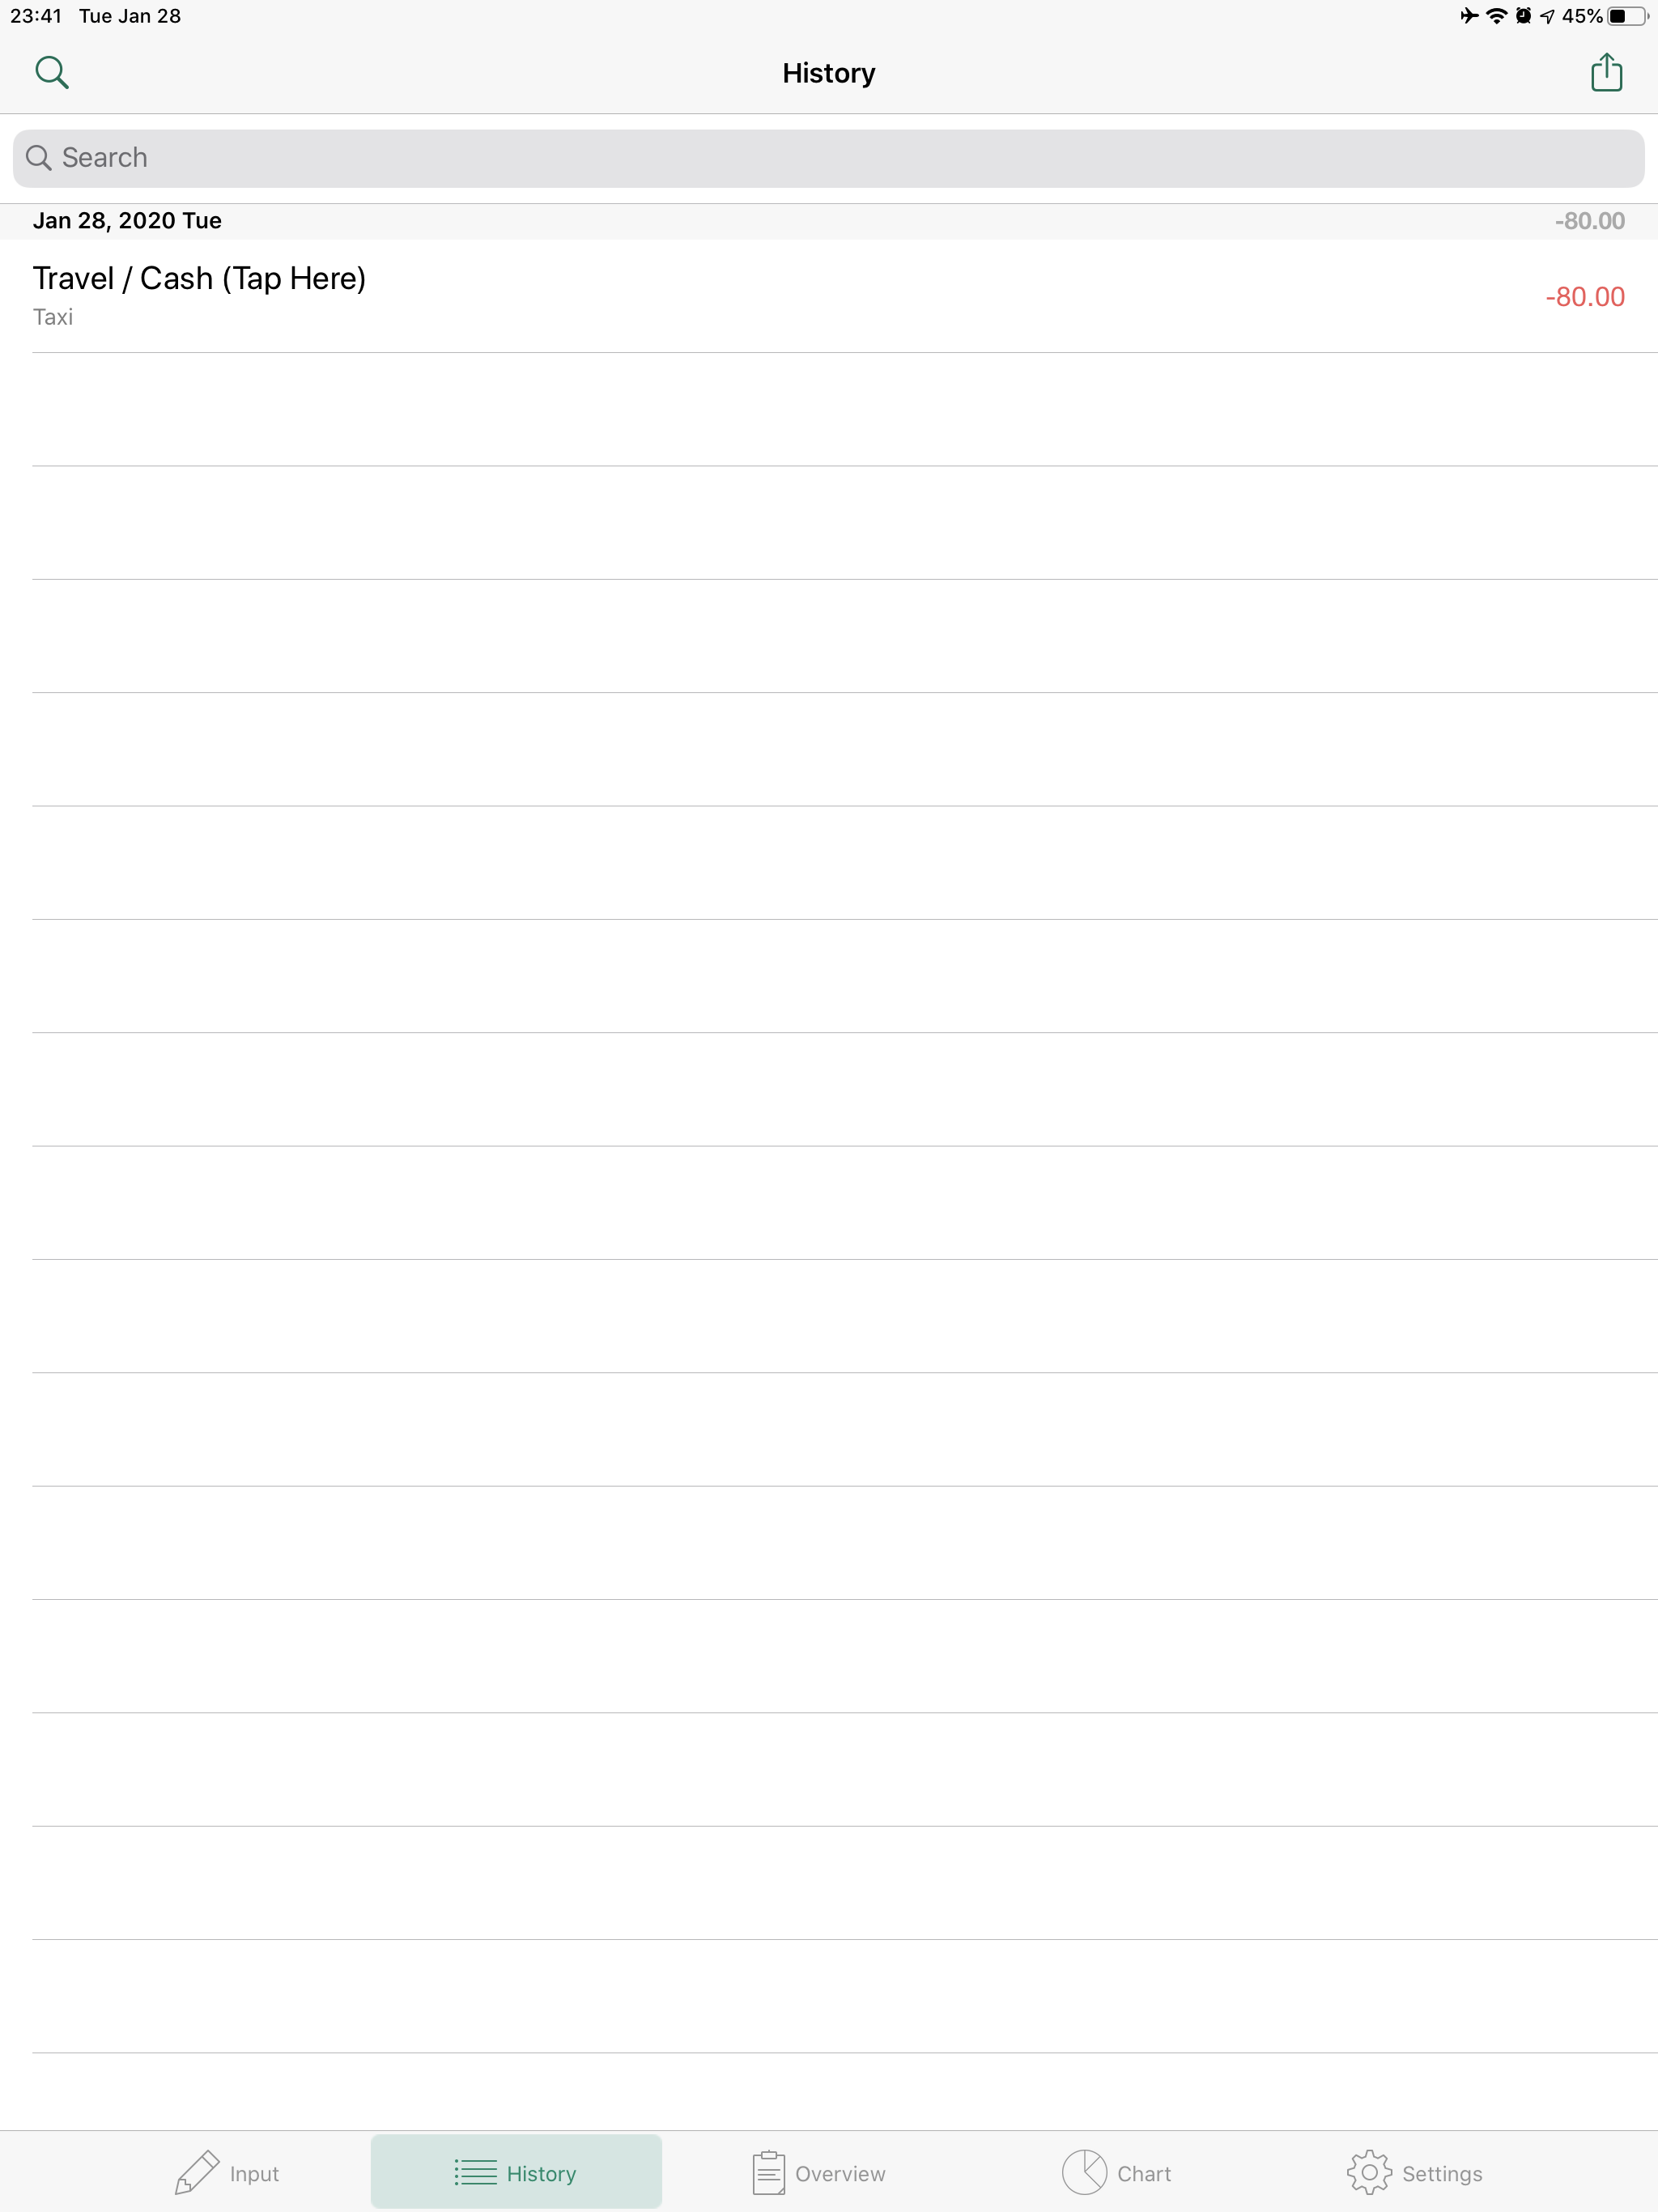 23:41 Tue Jan 28 45%
History
Search
Jan 28, 2020 Tue -80.00
Travel / Cash (Tap Here)
Taxi
-80.00
Input History Overview Chart Settings